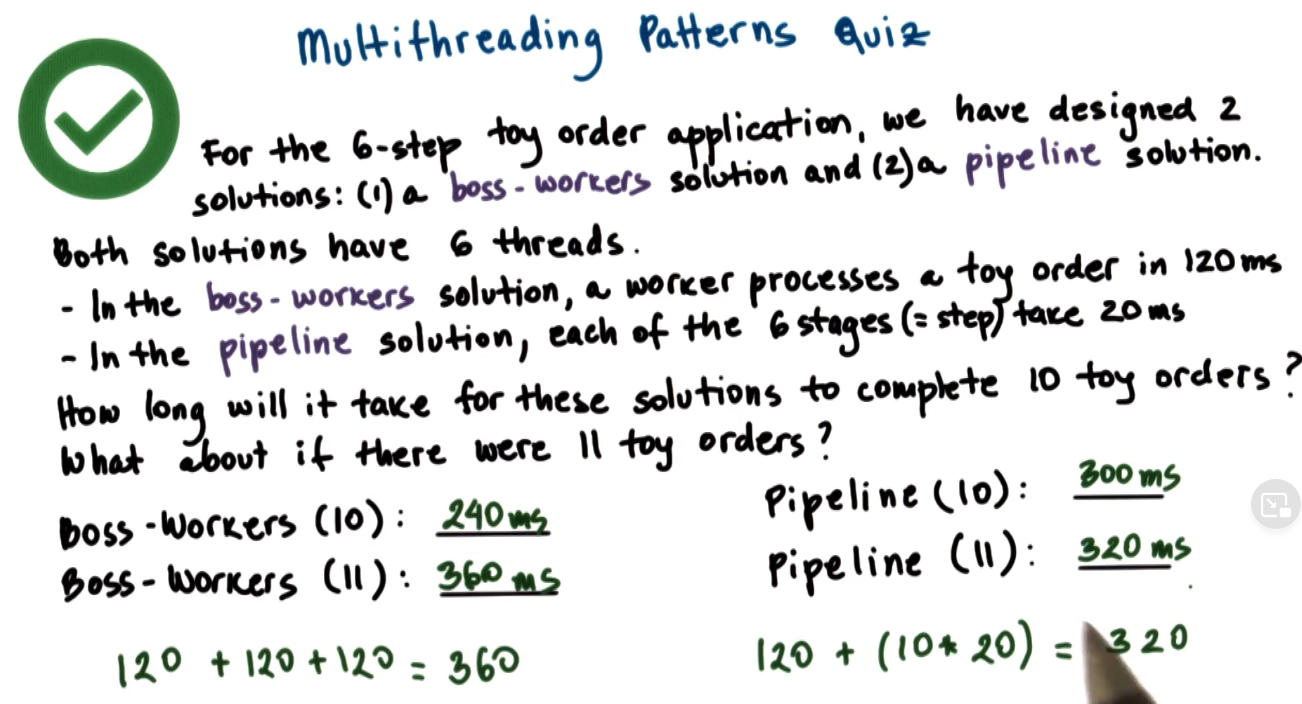 Multithreading Patterns Quiz
For the 6-step toy order application, we have designed 2
solutions: (1) a boss-workers solution and (2) a pipeline solution.
Both solutions have 6 threads.
- In the boss-workers solution, a worker processes a toy order in 120 ms
- In the pipeline solution, each of the 6 stages (= step) take 20 ms
How long will it take for these solutions to complete 10 toy orders?
What about if there were 11 toy orders?
Boss-Workers (10): 240 ms
Boss-Workers (11): 360 ms
120 + 120 + 120 = 360
Pipeline (10): 300 ms
Pipeline (11): 320 ms
120 + (10 * 20) = 320